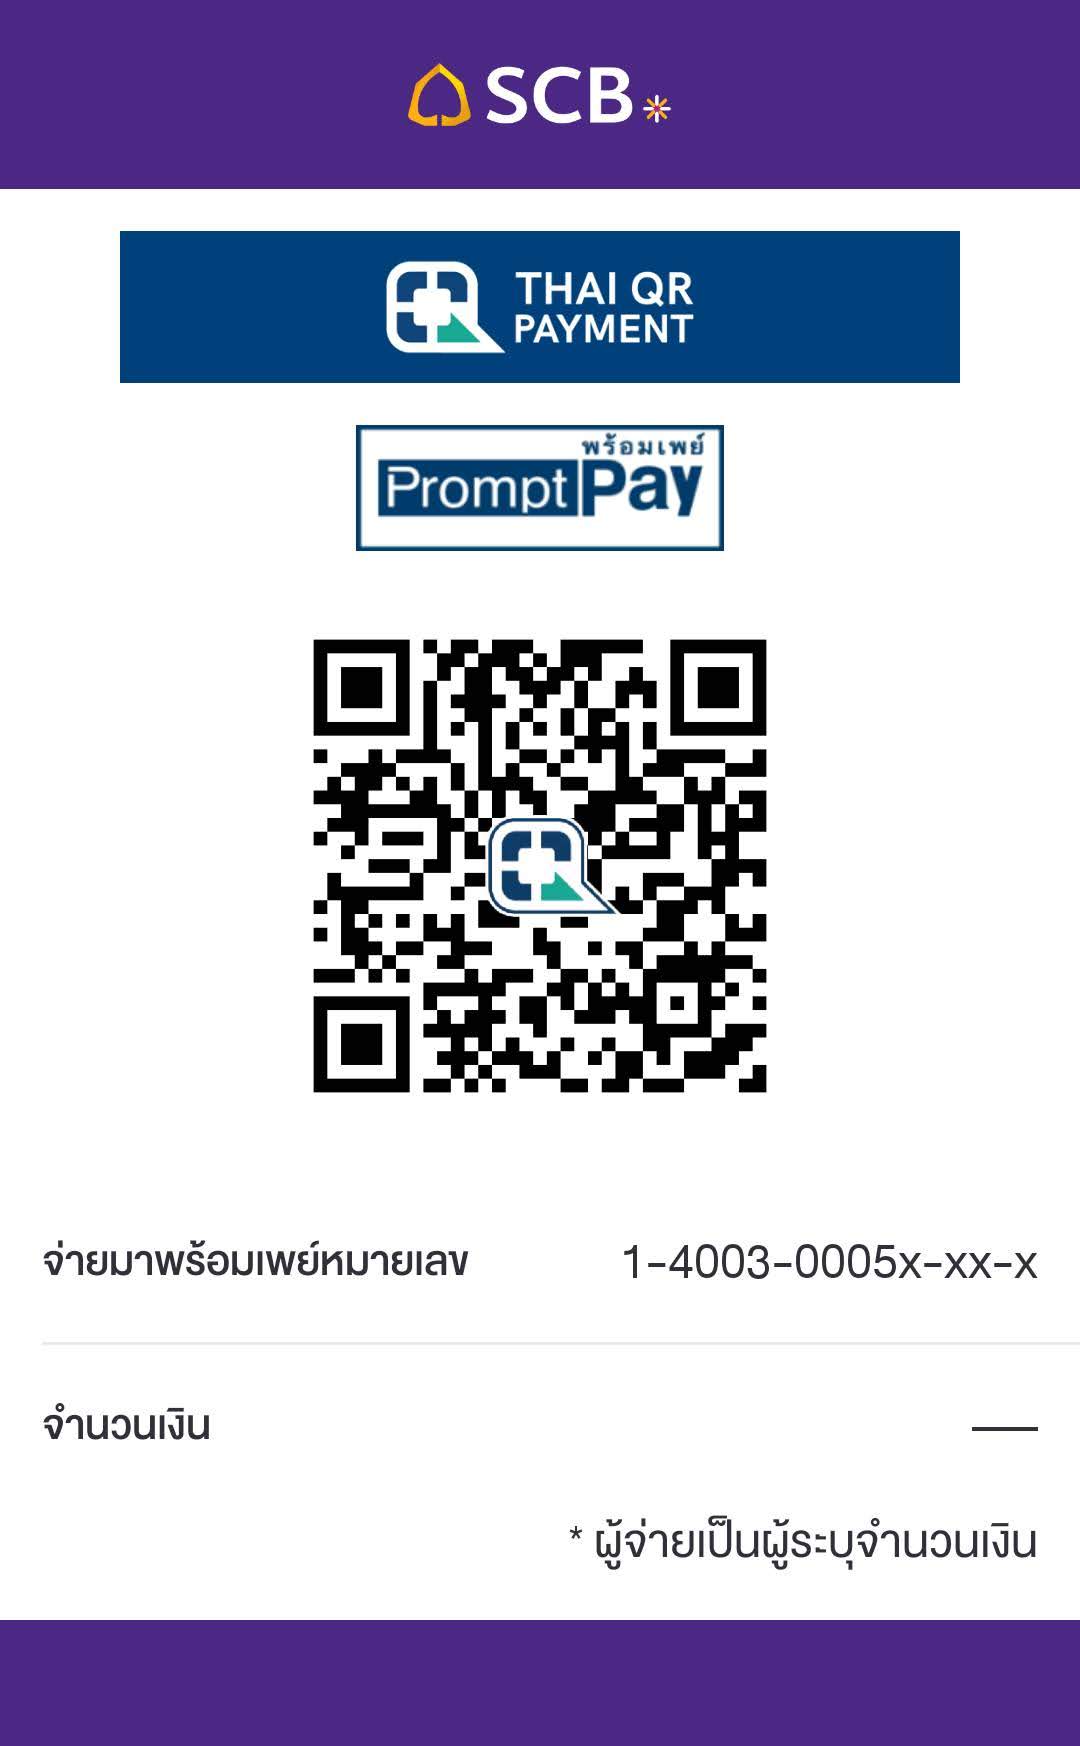 SCB
THAI QR
PAYMENT
พร้อมเพย์
PromptPay
จ่ายมาพร้อมเพย์หมายเลข 1-4003-0005x-xx-x
จำนวนเงิน —
* ผู้จ่ายเป็นผู้ระบุจำนวนเงิน